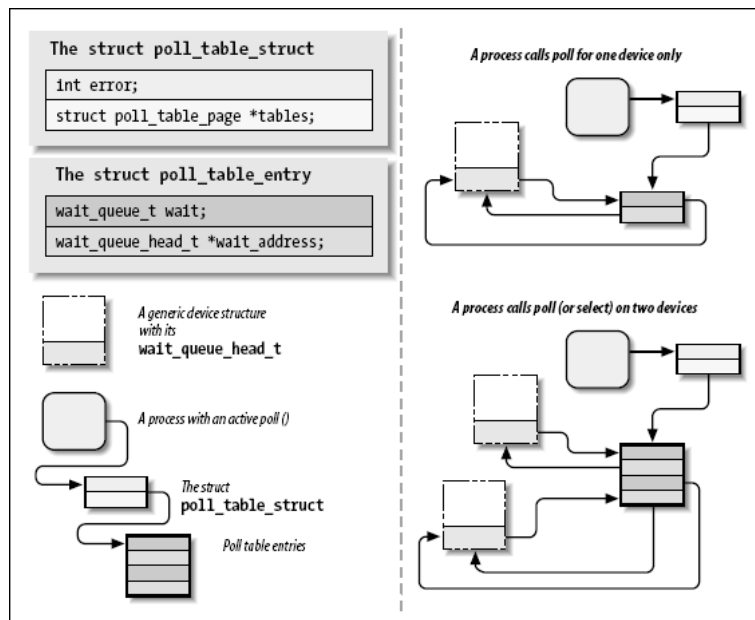 The struct poll_table_struct
int error;
struct poll_table_page *tables;
The struct poll_table_entry
wait_queue_t wait;
wait_queue_head_t *wait_address;
A generic device structure
with its
wait_queue_head_t
A process with an active poll ()
The struct
poll_table_struct
Poll table entries
A process calls poll for one device only
A process calls poll (or select) on two devices